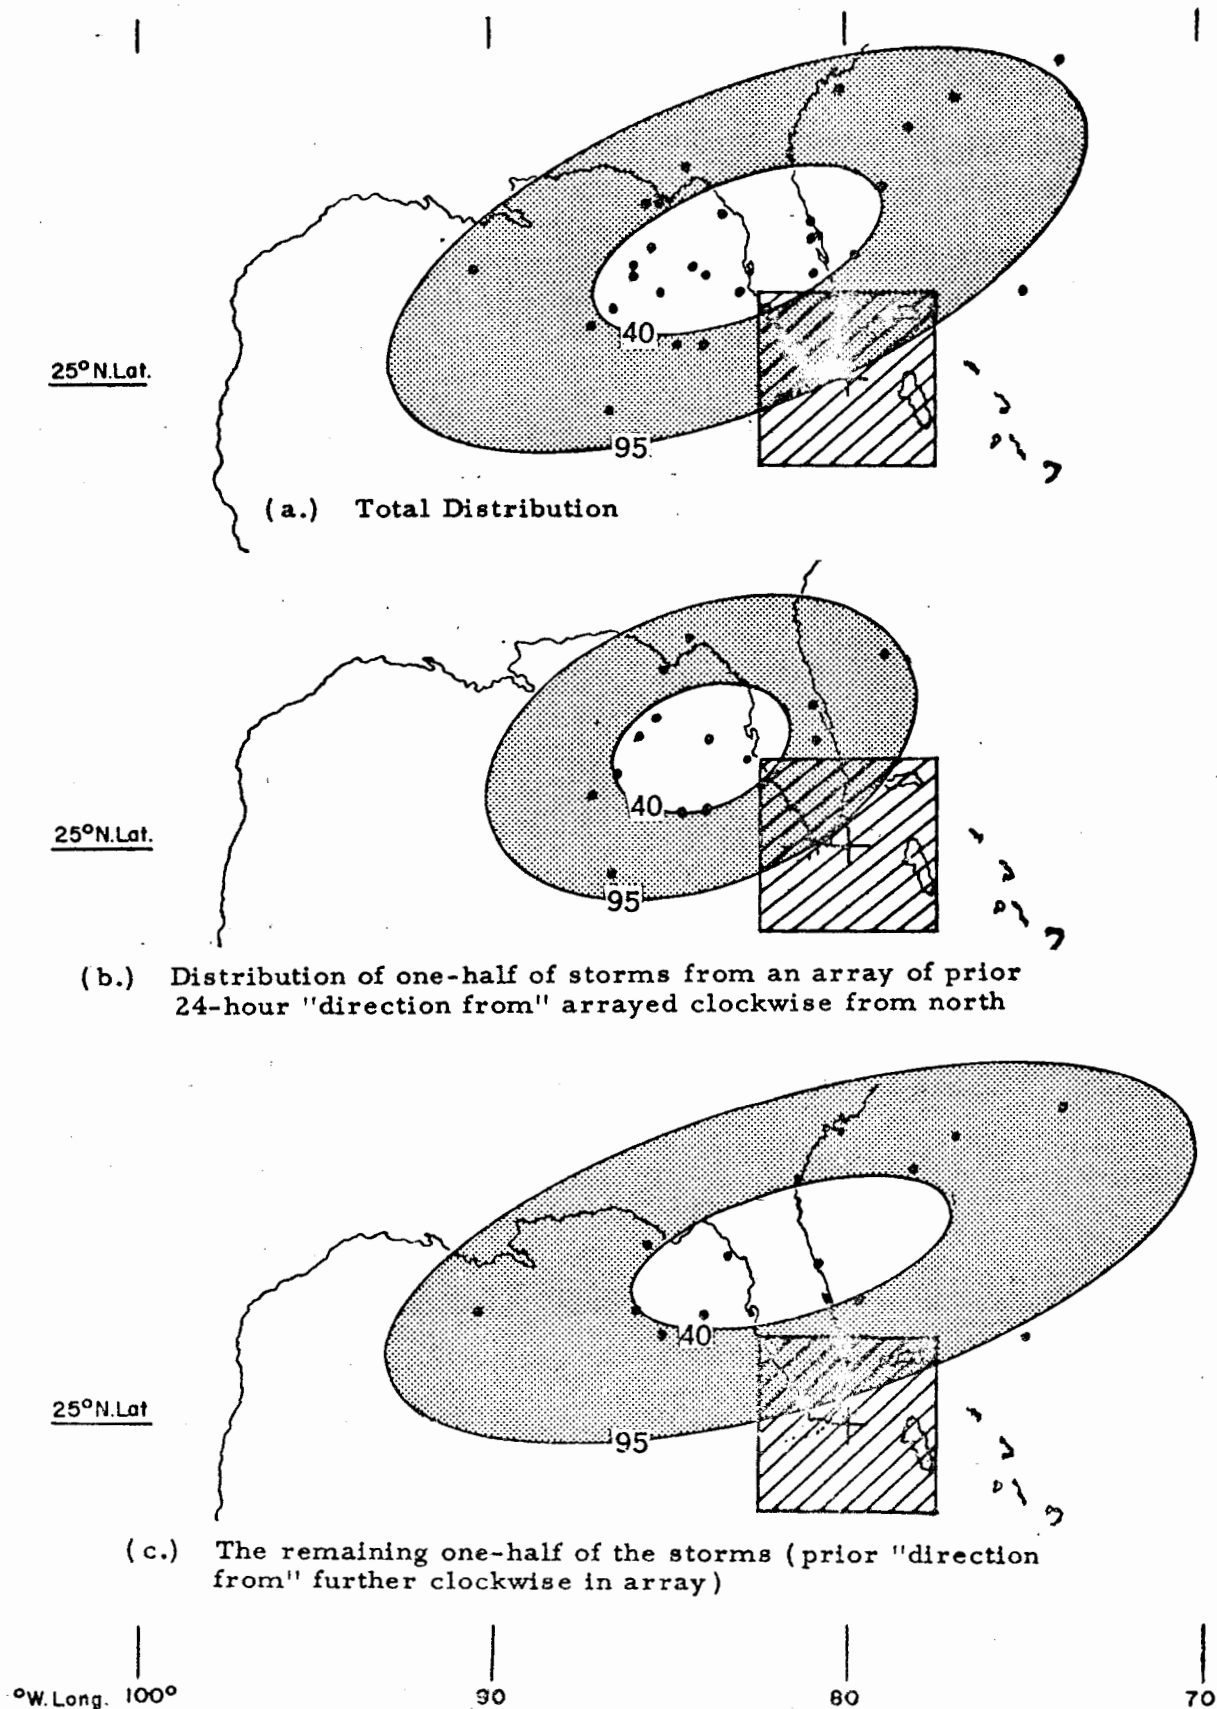 40
25° N.Lat.
95
(a.) Total Distribution
40
25°N.Lat.
95
(b.) Distribution of one-half of storms from an array of prior
24-hour "direction from" arrayed clockwise from north
40
25°N.Lat
95
(c.) The remaining one-half of the storms (prior "direction
from" further clockwise in array)
°W.Long. 100° 90 80 70